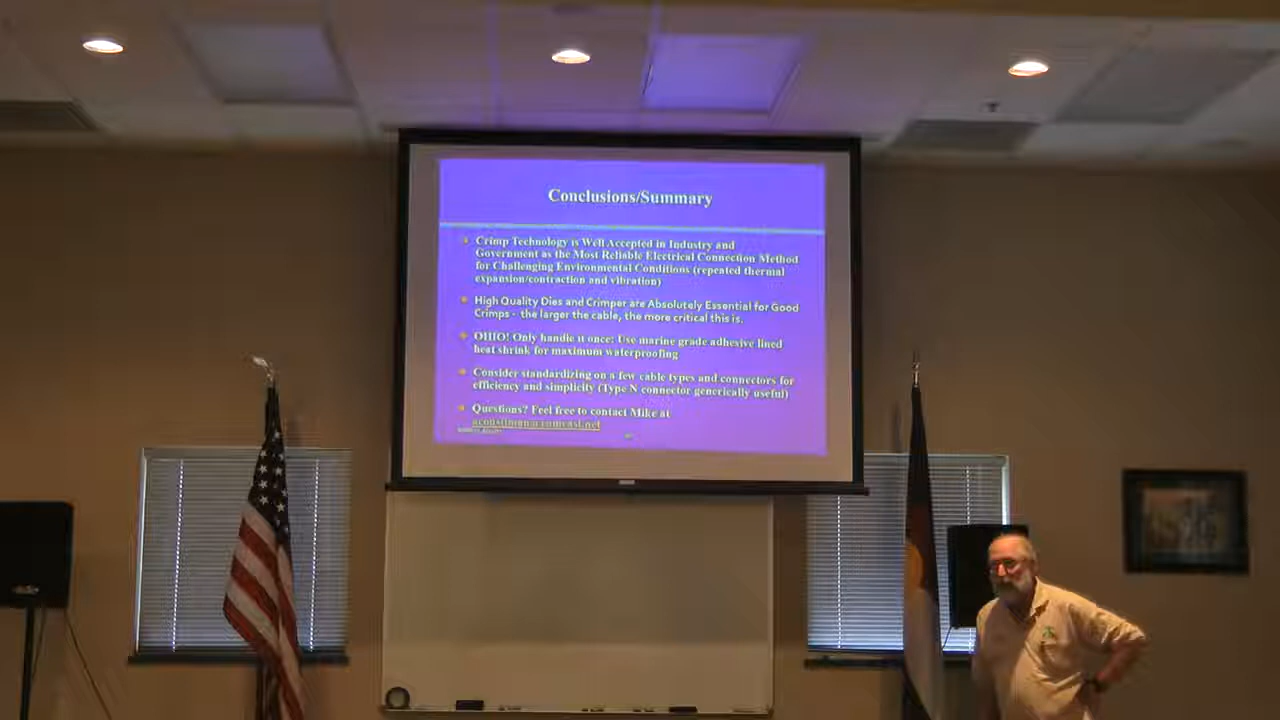 Conclusions/Summary
Crimp Technology is Well Accepted in Industry and
Government as the Most Reliable Electrical Connection Method
for Challenging Environmental Conditions (repeated thermal
expansion/contraction and vibration)
High Quality Dies and Crimper are Absolutely Essential for Good
Crimps - the larger the cable, the more critical this is.
OHIO! Only handle it once: Use marine grade adhesive lined
heat shrink for maximum waterproofing
Consider standardizing on a few cable types and connectors for
efficiency and simplicity (Type N connector generically useful)
Questions? Feel free to contact Mike at